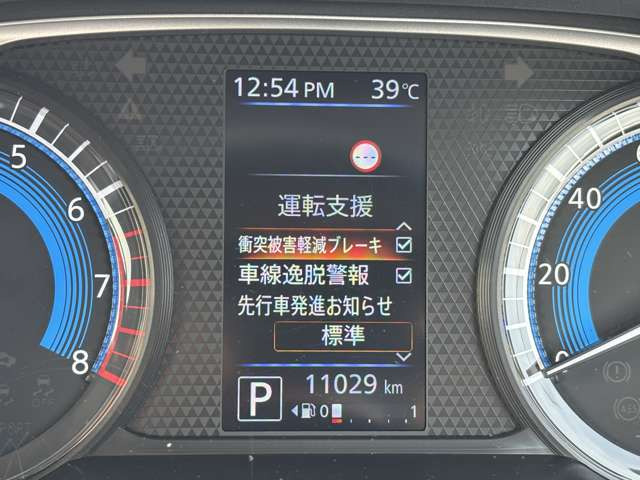 12:54 PM 39℃
運転支援
衝突被害軽減ブレーキ
車線逸脱警報
先行車発進お知らせ
標準
P 11029 km
0 1
5
6
7
8
40
20
0